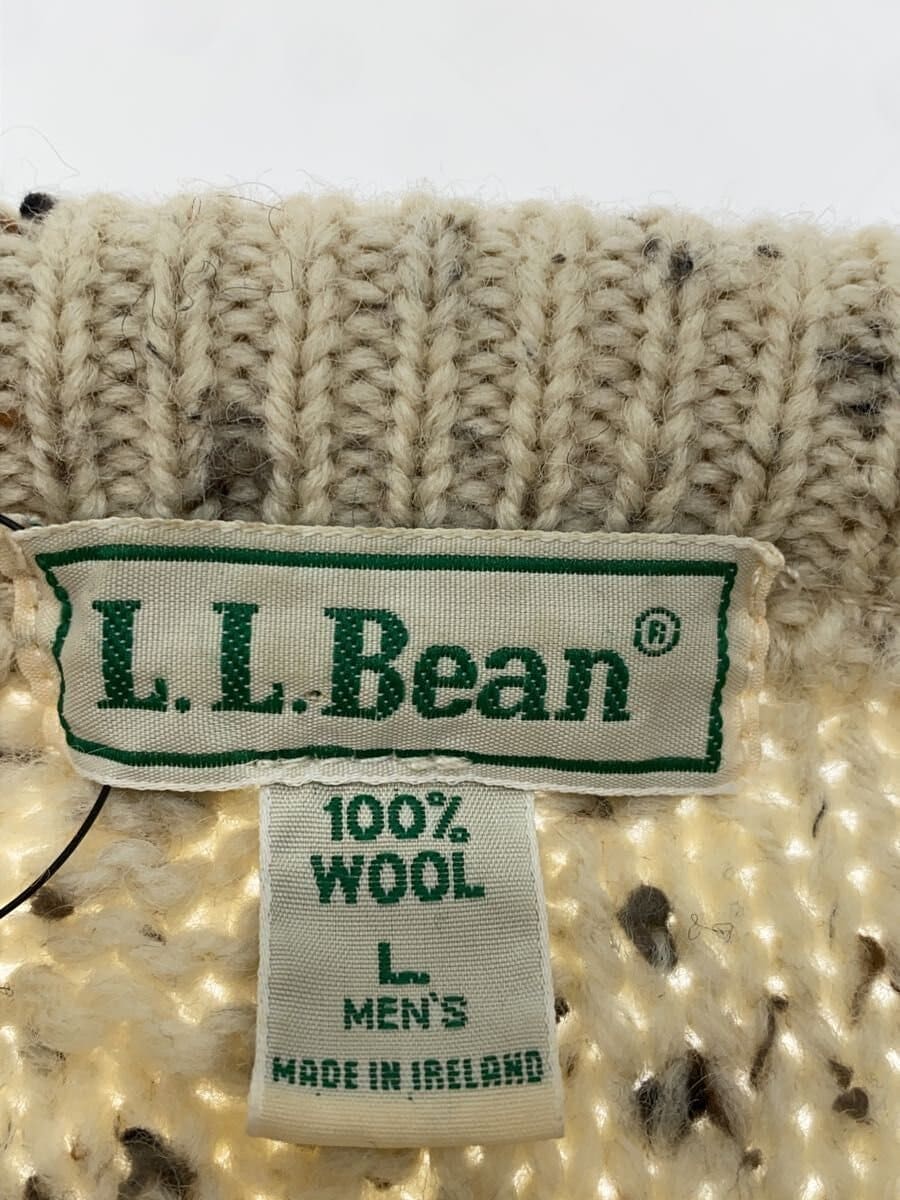 L.L.Bean®
100%
WOOL
L
MEN'S
MADE IN IRELAND